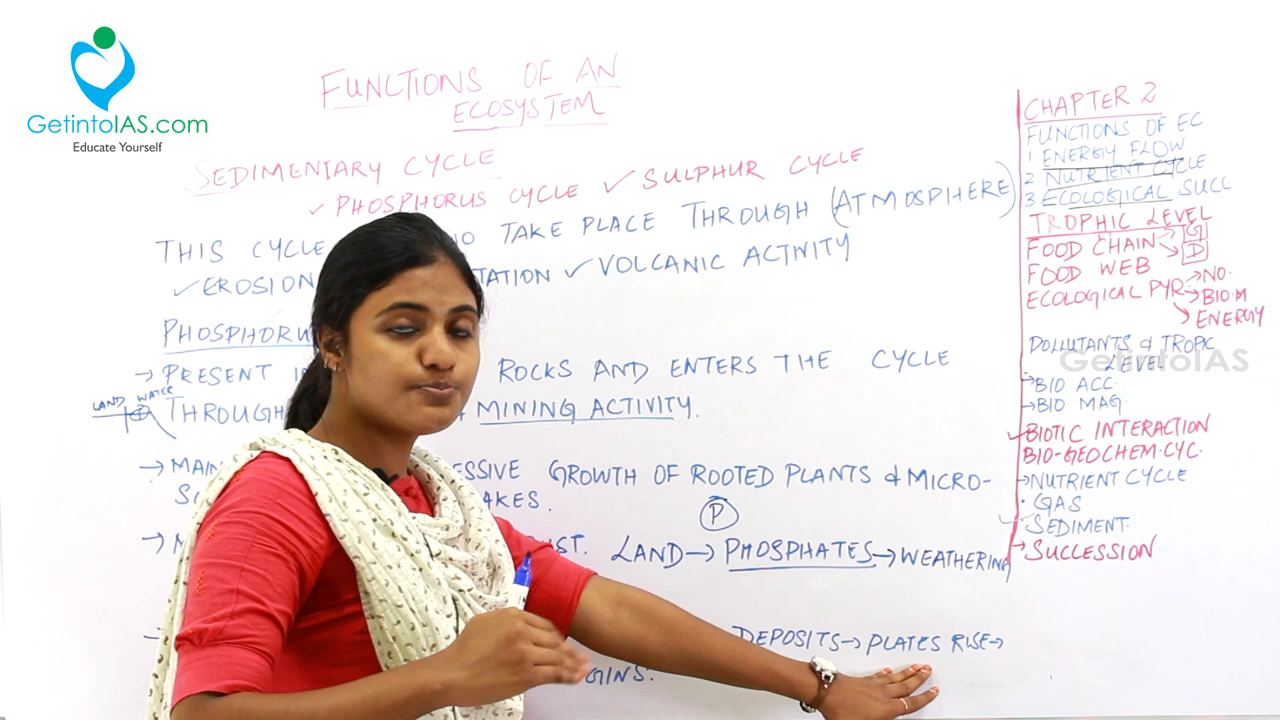 GetintoIAS.com
Educate Yourself
FUNCTIONS OF AN
ECOSYSTEM
SEDIMENTARY CYCLE
✓ PHOSPHORUS CYCLE ✓ SULPHUR CYCLE
THIS CYCLE TAKE PLACE THROUGH (ATMOSPHERE)
✓ EROSION TATION ✓ VOLCANIC ACTIVITY
PHOSPHORU
→ PRESENT I ROCKS AND ENTERS THE CYCLE
LAND WATER
THROUGH MINING ACTIVITY.
→ MAIN ESSIVE GROWTH OF ROOTED PLANTS & MICRO-
AKES.
P
→ M UST. LAND → PHOSPHATES → WEATHERING
DEPOSITS → PLATES RISE →
GINS.
CHAPTER 2
FUNCTIONS OF EC
1 ENERGY FLOW
2 NUTRIENT CYCLE
3 ECOLOGICAL SUCC
TROPHIC LEVEL
FOOD CHAIN → G
→ D
FOOD WEB
ECOLOGICAL PYR → NO.
→ BIO.M
→ ENERGY
POLLUTANTS & TROPIC
LEVEL
GetintoIAS
→ BIO ACC.
→ BIO MAG.
✓ BIOTIC INTERACTION
BIO-GEOCHEM.CYC.
→ NUTRIENT CYCLE
• GAS
✓ • SEDIMENT.
→ SUCCESSION